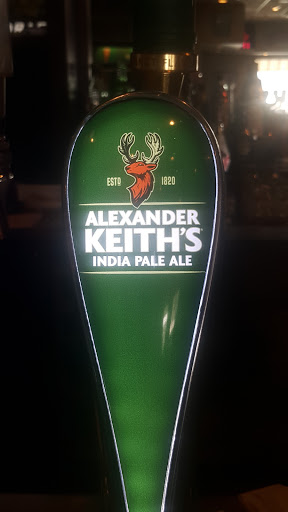 ESTD 1820
ALEXANDER
KEITH'S
INDIA PALE ALE